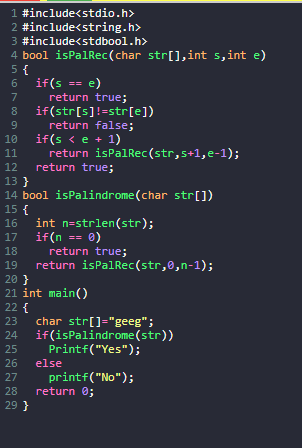 1 #include<stdio.h>
2 #include<string.h>
3 #include<stdbool.h>
4 bool isPalRec(char str[],int s,int e)
5 {
6   if(s == e)
7     return true;
8   if(str[s]!=str[e])
9     return false;
10   if(s < e + 1)
11     return isPalRec(str,s+1,e-1);
12   return true;
13 }
14 bool isPalindrome(char str[])
15 {
16   int n=strlen(str);
17   if(n == 0)
18     return true;
19   return isPalRec(str,0,n-1);
20 }
21 int main()
22 {
23   char str[]="geeg";
24   if(isPalindrome(str))
25     Printf("Yes");
26   else
27     printf("No");
28   return 0;
29 }